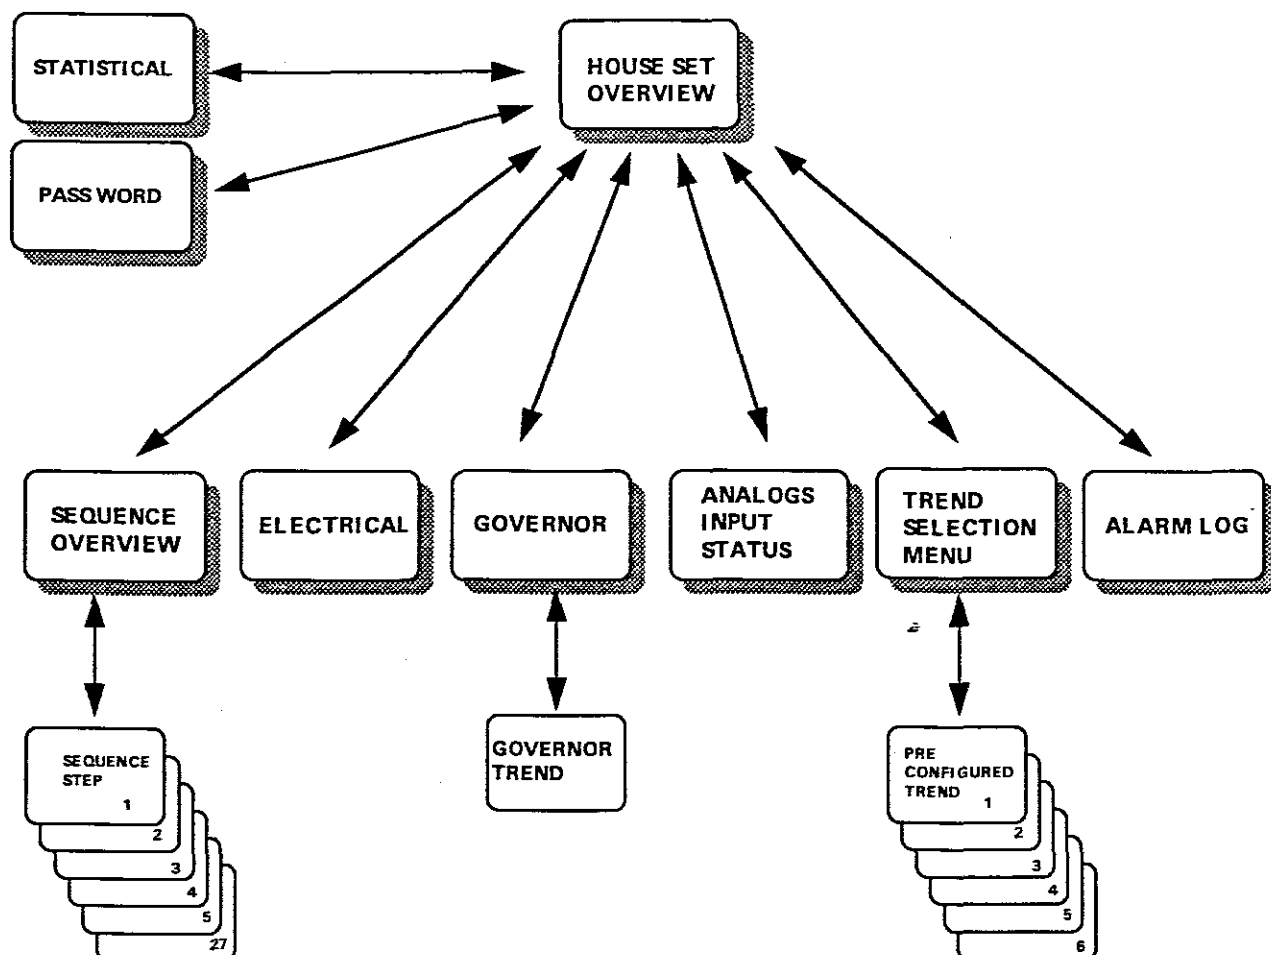 STATISTICAL
HOUSE SET
OVERVIEW
PASS WORD
SEQUENCE
OVERVIEW
ELECTRICAL
GOVERNOR
ANALOGS
INPUT
STATUS
TREND
SELECTION
MENU
ALARM LOG
SEQUENCE
STEP
1
2
3
4
5
27
GOVERNOR
TREND
PRE
CONFIGURED
TREND
1
2
3
4
5
6